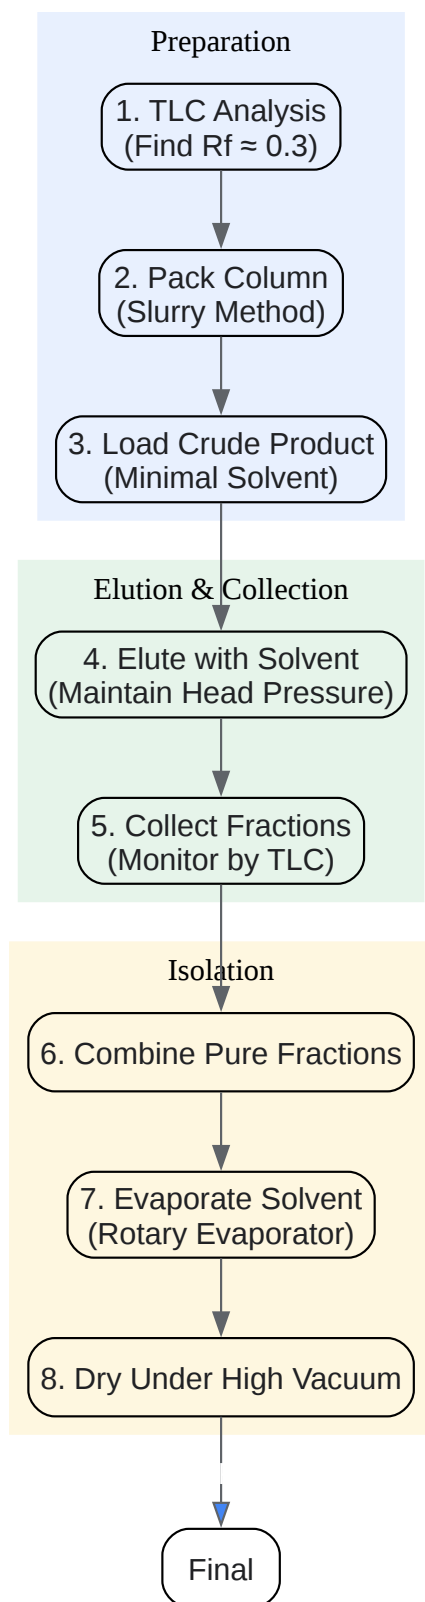 Preparation
1. TLC Analysis
(Find Rf ≈ 0.3)
2. Pack Column
(Slurry Method)
3. Load Crude Product
(Minimal Solvent)
Elution & Collection
4. Elute with Solvent
(Maintain Head Pressure)
5. Collect Fractions
(Monitor by TLC)
Isolation
6. Combine Pure Fractions
7. Evaporate Solvent
(Rotary Evaporator)
8. Dry Under High Vacuum
Final